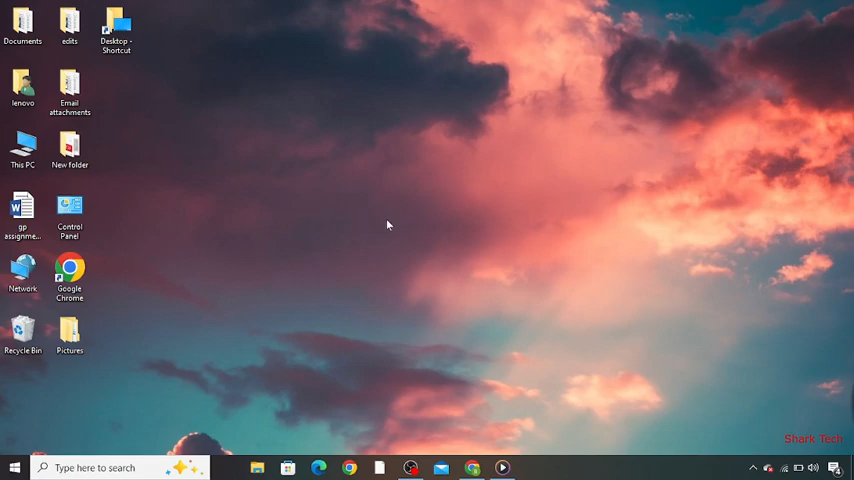 Documents
edits
Desktop -
Shortcut
lenovo
Email
attachments
This PC
New folder
gp
assignme...
Control
Panel
Network
Google
Chrome
Recycle Bin
Pictures
Shark Tech
Type here to search
4